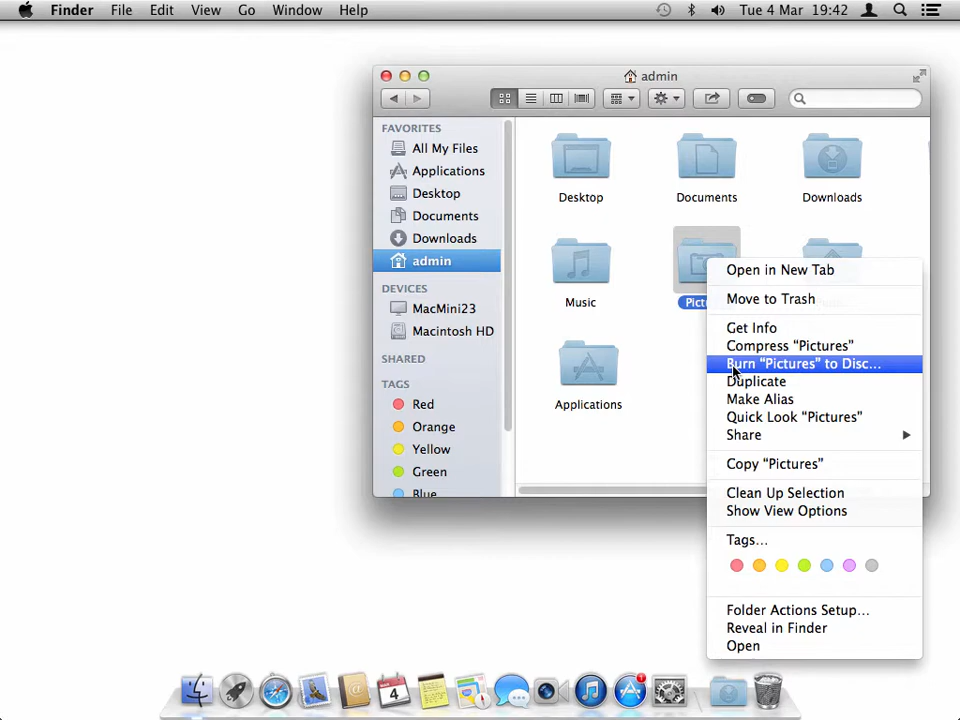 Finder File Edit View Go Window Help Tue 4 Mar 19:42
admin
FAVORITES
All My Files
Applications
Desktop
Documents
Downloads
admin
DEVICES
MacMini23
Macintosh HD
SHARED
TAGS
Red
Orange
Yellow
Green
Blue
Desktop
Documents
Downloads
Music
Applications
Open in New Tab
Move to Trash
Get Info
Compress “Pictures”
Burn “Pictures” to Disc...
Duplicate
Make Alias
Quick Look “Pictures”
Share
Copy “Pictures”
Clean Up Selection
Show View Options
Tags...
Folder Actions Setup...
Reveal in Finder
Open
4
1